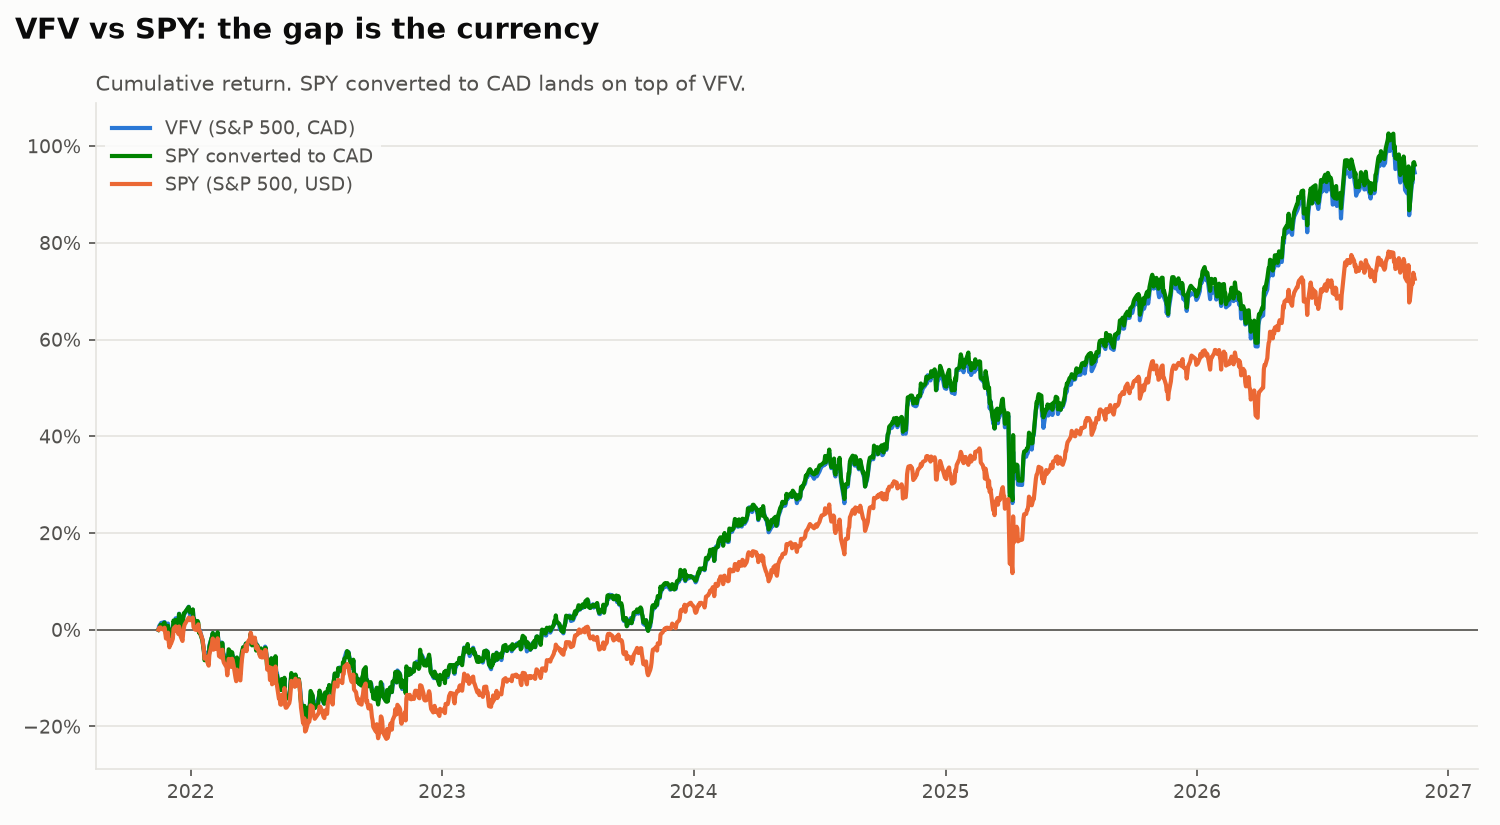 VFV vs SPY: the gap is the currency
Cumulative return. SPY converted to CAD lands on top of VFV.
VFV (S&P 500, CAD)
SPY converted to CAD
SPY (S&P 500, USD)
100%
80%
60%
40%
20%
0%
−20%
2022 2023 2024 2025 2026 2027